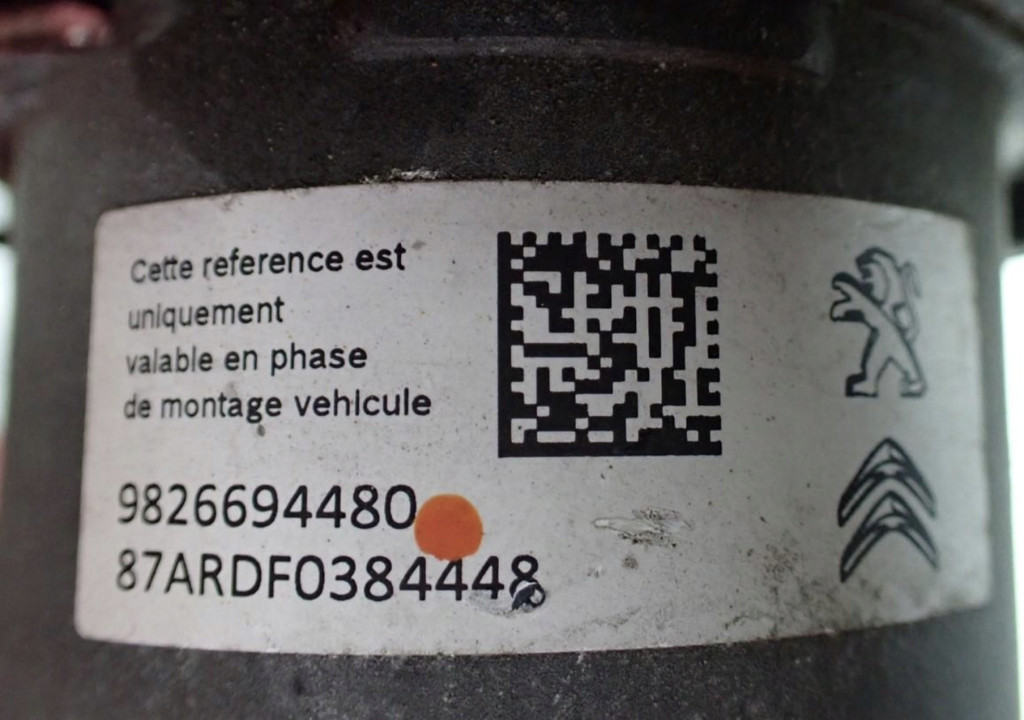 Cette reference est
uniquement
valable en phase
de montage vehicule
9826694480
87ARDF0384448